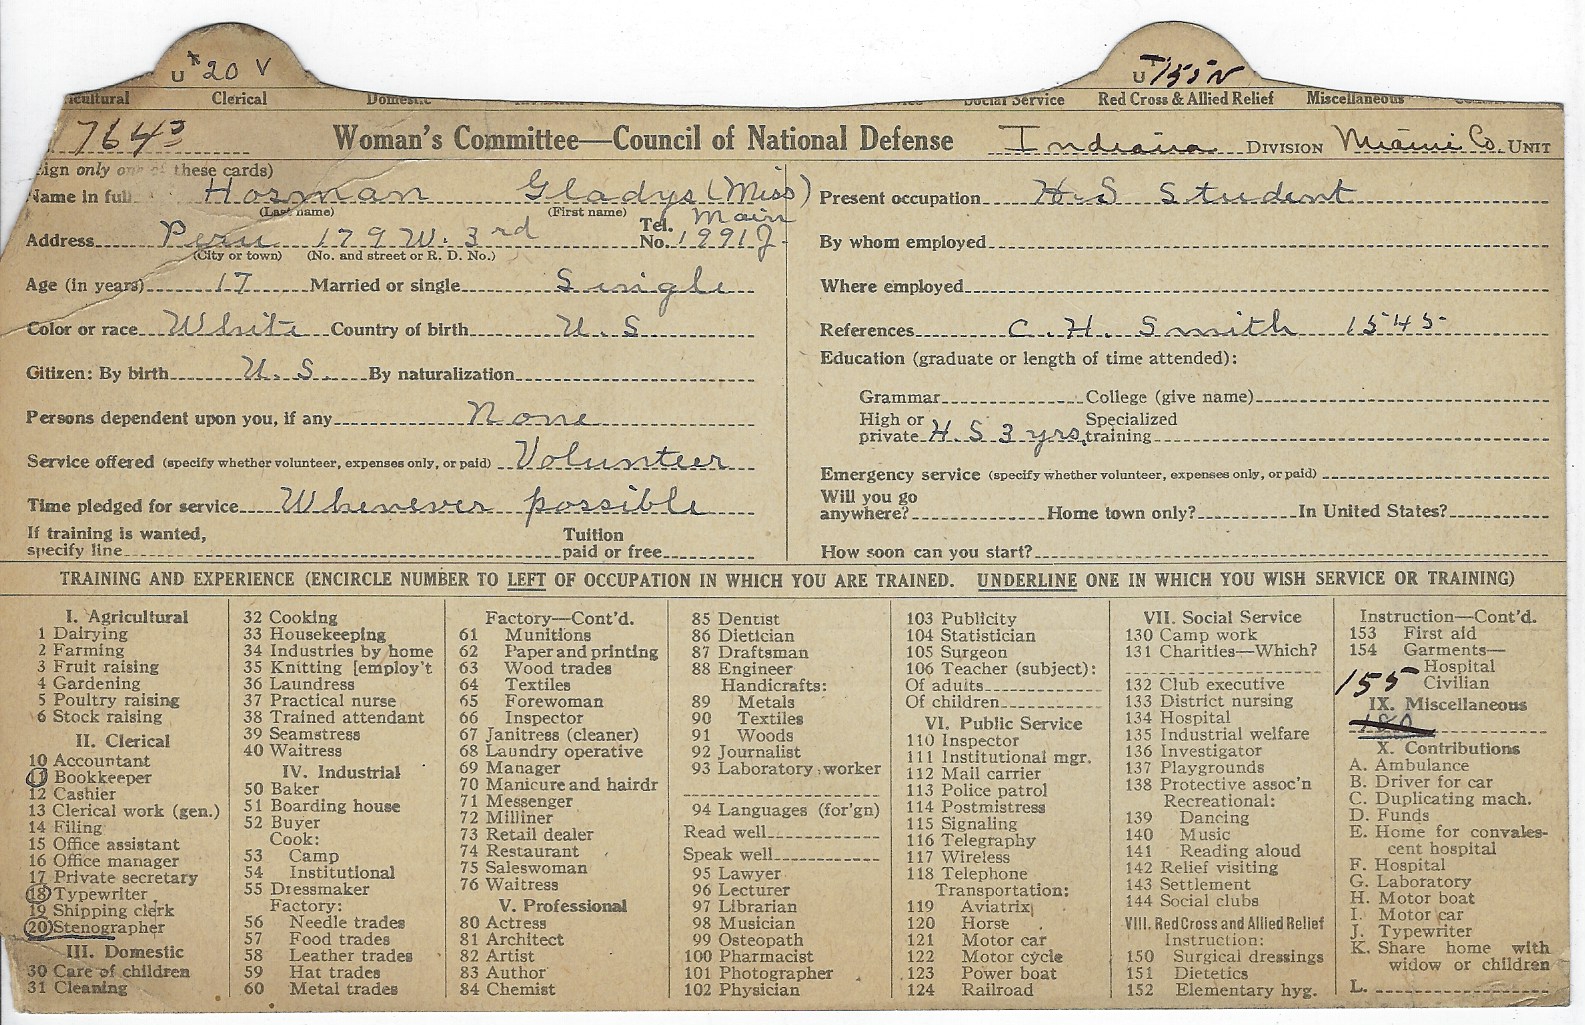 U 20 V
U 155 V
icultural Clerical Domestic Social Service Red Cross & Allied Relief Miscellaneous
764 Woman's Committee—Council of National Defense Indiana DIVISION Miami Co. UNIT
ign only one of these cards)
Name in full Hosman Gladys (Miss)
(Last name) (First name)
Address Peru 179 W. 3rd Tel. No. Main 1991J
(City or town) (No. and street or R. D. No.)
Age (in years) 17 Married or single Single
Color or race White Country of birth U.S
Citizen: By birth U.S. By naturalization
Persons dependent upon you, if any None
Service offered (specify whether volunteer, expenses only, or paid) Volunteer
Time pledged for service Whenever possible
If training is wanted, specify line Tuition paid or free
Present occupation H.S Student
By whom employed
Where employed
References C. H. Smith 1545
Education (graduate or length of time attended):
Grammar College (give name)
High or private H.S 3 yrs. Specialized training
Emergency service (specify whether volunteer, expenses only, or paid)
Will you go anywhere? Home town only? In United States?
How soon can you start?
TRAINING AND EXPERIENCE (ENCIRCLE NUMBER TO LEFT OF OCCUPATION IN WHICH YOU ARE TRAINED. UNDERLINE ONE IN WHICH YOU WISH SERVICE OR TRAINING)
I. Agricultural
1 Dairying
2 Farming
3 Fruit raising
4 Gardening
5 Poultry raising
6 Stock raising
II. Clerical
10 Accountant
11 Bookkeeper
12 Cashier
13 Clerical work (gen.)
14 Filing
15 Office assistant
16 Office manager
17 Private secretary
18 Typewriter
19 Shipping clerk
20 Stenographer
III. Domestic
30 Care of children
31 Cleaning
32 Cooking
33 Housekeeping
34 Industries by home
35 Knitting [employ't
36 Laundress
37 Practical nurse
38 Trained attendant
39 Seamstress
40 Waitress
IV. Industrial
50 Baker
51 Boarding house
52 Buyer
Cook:
53 Camp
54 Institutional
55 Dressmaker
Factory:
56 Needle trades
57 Food trades
58 Leather trades
59 Hat trades
60 Metal trades
Factory—Cont'd.
61 Munitions
62 Paper and printing
63 Wood trades
64 Textiles
65 Forewoman
66 Inspector
67 Janitress (cleaner)
68 Laundry operative
69 Manager
70 Manicure and hairdr
71 Messenger
72 Milliner
73 Retail dealer
74 Restaurant
75 Saleswoman
76 Waitress
V. Professional
80 Actress
81 Architect
82 Artist
83 Author
84 Chemist
85 Dentist
86 Dietician
87 Draftsman
88 Engineer
Handicrafts:
89 Metals
90 Textiles
91 Woods
92 Journalist
93 Laboratory worker
94 Languages (for'gn)
Read well
Speak well
95 Lawyer
96 Lecturer
97 Librarian
98 Musician
99 Osteopath
100 Pharmacist
101 Photographer
102 Physician
103 Publicity
104 Statistician
105 Surgeon
106 Teacher (subject):
Of adults
Of children
VI. Public Service
110 Inspector
111 Institutional mgr.
112 Mail carrier
113 Police patrol
114 Postmistress
115 Signaling
116 Telegraphy
117 Wireless
118 Telephone
Transportation:
119 Aviatrix
120 Horse
121 Motor car
122 Motor cycle
123 Power boat
124 Railroad
VII. Social Service
130 Camp work
131 Charities—Which?
132 Club executive
133 District nursing
134 Hospital
135 Industrial welfare
136 Investigator
137 Playgrounds
138 Protective assoc'n
Recreational:
139 Dancing
140 Music
141 Reading aloud
142 Relief visiting
143 Settlement
144 Social clubs
VIII. Red Cross and Allied Relief
Instruction:
150 Surgical dressings
151 Dietetics
152 Elementary hyg.
Instruction—Cont'd.
153 First aid
154 Garments—
Hospital
155 Civilian
IX. Miscellaneous
X. Contributions
A. Ambulance
B. Driver for car
C. Duplicating mach.
D. Funds
E. Home for convales-
cent hospital
F. Hospital
G. Laboratory
H. Motor boat
I. Motor car
J. Typewriter
K. Share home with
widow or children
L.